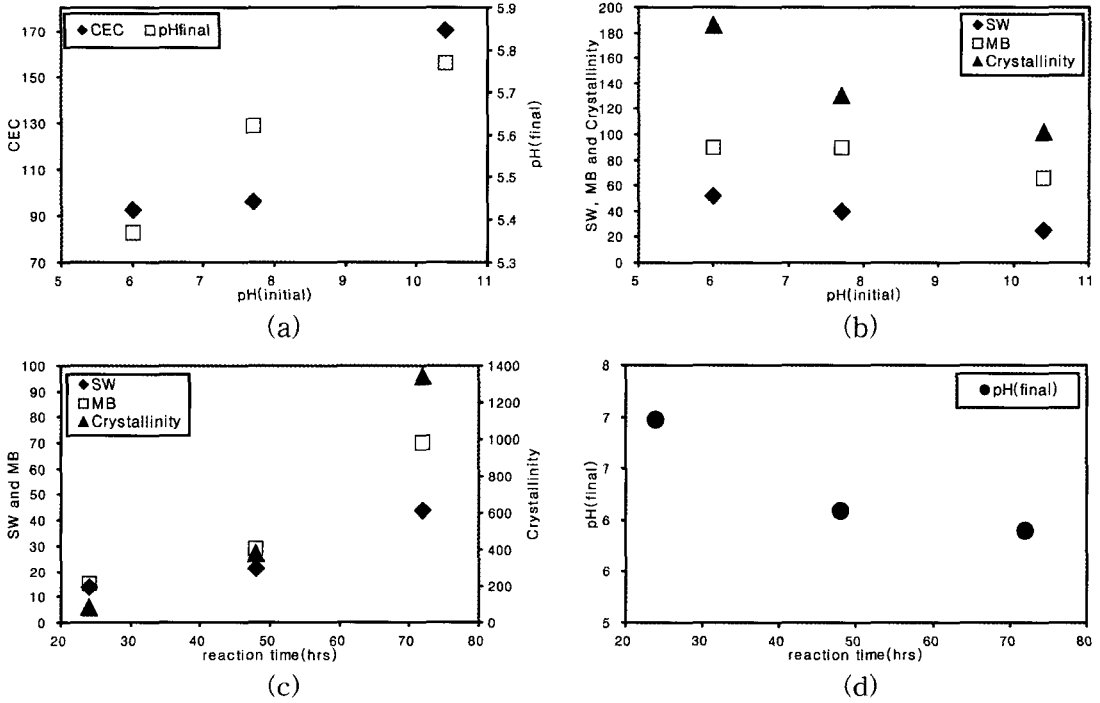 CEC pHfinal
170
150
130
110
90
70
CEC
5.9
5.8
5.7
5.6
5.5
5.4
5.3
pH(final)
5 6 7 8 9 10 11
pH(initial)
(a)
SW
MB
Crystallinity
200
180
160
140
120
100
80
60
40
20
0
SW, MB and Crystallinity
5 6 7 8 9 10 11
pH(initial)
(b)
SW
MB
Crystallinity
100
90
80
70
60
50
40
30
20
10
0
SW and MB
1400
1200
1000
800
600
400
200
0
Crystallinity
20 30 40 50 60 70 80
reaction time(hrs)
(c)
pH(final)
8
7
7
6
6
5
pH(final)
20 30 40 50 60 70 80
reaction time(hrs)
(d)